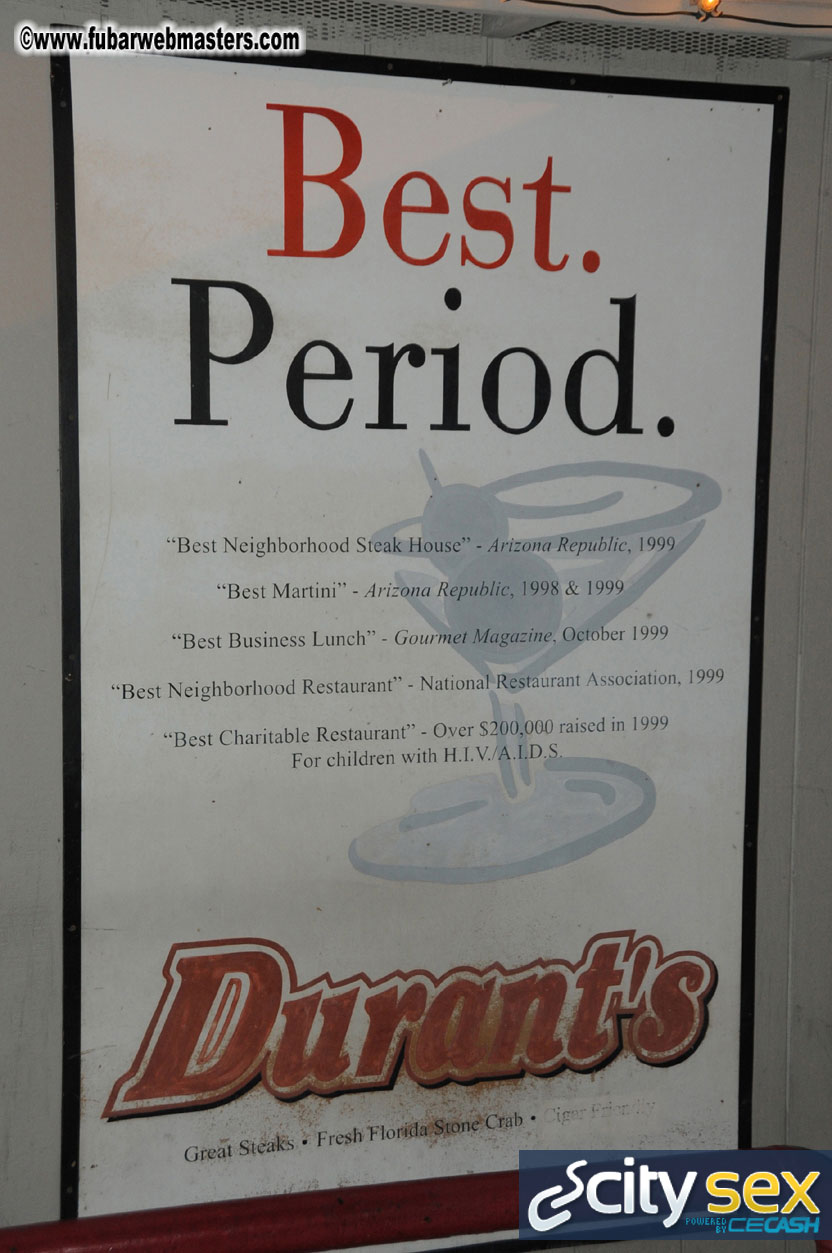 ©www.fubarwebmasters.com
Best.
Period.
“Best Neighborhood Steak House” - Arizona Republic, 1999
“Best Martini” - Arizona Republic, 1998 & 1999
“Best Business Lunch” - Gourmet Magazine, October 1999
“Best Neighborhood Restaurant” - National Restaurant Association, 1999
“Best Charitable Restaurant” - Over $200,000 raised in 1999
For children with H.I.V./A.I.D.S.
Durant's
Great Steaks • Fresh Florida Stone Crab • Cigar Friendly
city sex
POWERED BY CECASH